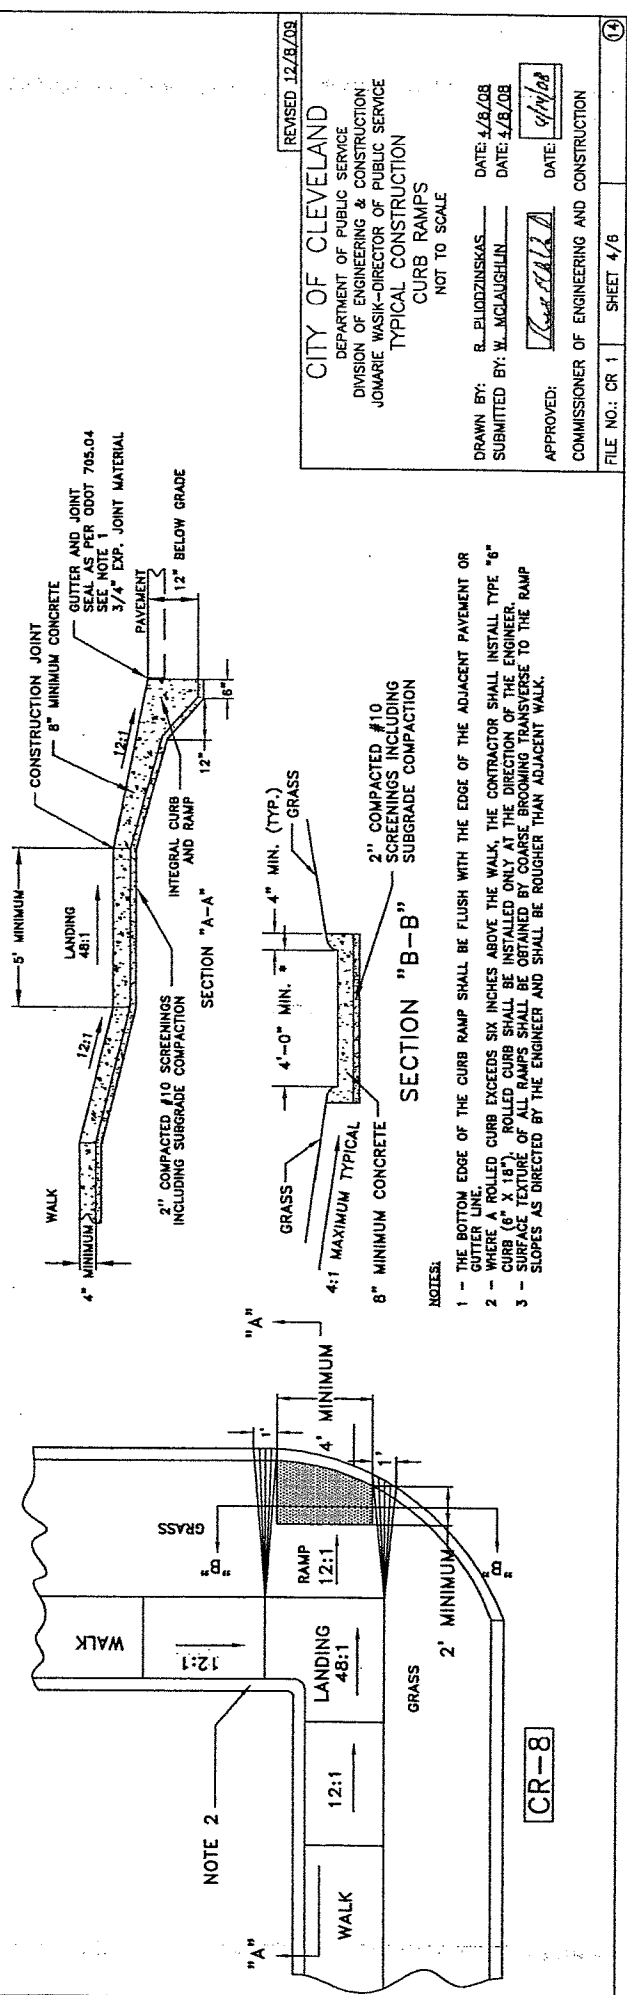 WALK
4" MINIMUM
12:1
5' MINIMUM
LANDING
48:1
CONSTRUCTION JOINT
8" MINIMUM CONCRETE
12:1
GUTTER AND JOINT
SEAL AS PER ODOT 705.04
SEE NOTE 1
3/4" EXP. JOINT MATERIAL
PAVEMENT
12" BELOW GRADE
6"
12"
INTEGRAL CURB
AND RAMP
2" COMPACTED #10 SCREENINGS
INCLUDING SUBGRADE COMPACTION
SECTION "A-A"
GRASS
4'-0" MIN. *
4" MIN. (TYP.)
GRASS
4:1 MAXIMUM TYPICAL
8" MINIMUM CONCRETE
2" COMPACTED #10
SCREENINGS INCLUDING
SUBGRADE COMPACTION
SECTION "B-B"
NOTES:
1 - THE BOTTOM EDGE OF THE CURB RAMP SHALL BE FLUSH WITH THE EDGE OF THE ADJACENT PAVEMENT OR
GUTTER LINE.
2 - WHERE A ROLLED CURB EXCEEDS SIX INCHES ABOVE THE WALK, THE CONTRACTOR SHALL INSTALL TYPE "6"
CURB (6" X 18"). ROLLED CURB SHALL BE INSTALLED ONLY AT THE DIRECTION OF THE ENGINEER.
3 - SURFACE TEXTURE OF ALL RAMPS SHALL BE OBTAINED BY COARSE BROOMING TRANSVERSE TO THE RAMP
SLOPES AS DIRECTED BY THE ENGINEER AND SHALL BE ROUGHER THAN ADJACENT WALK.
NOTE 2
WALK
12:1
GRASS
"B"
"A"
1'
4' MINIMUM
1'
RAMP
12:1
LANDING
48:1
12:1
WALK
"A"
GRASS
2' MINIMUM
"B"
CR-8
REVISED 12/8/09
CITY OF CLEVELAND
DEPARTMENT OF PUBLIC SERVICE
DIVISION OF ENGINEERING & CONSTRUCTION
JOMARIE WASIK-DIRECTOR OF PUBLIC SERVICE
TYPICAL CONSTRUCTION
CURB RAMPS
NOT TO SCALE
DRAWN BY: R. PLIODZINSKAS DATE: 4/8/08
SUBMITTED BY: W. MCLAUGHLIN DATE: 4/8/08
APPROVED: DATE: 4/14/08
COMMISSIONER OF ENGINEERING AND CONSTRUCTION
FILE NO.: CR 1 SHEET 4/6 14